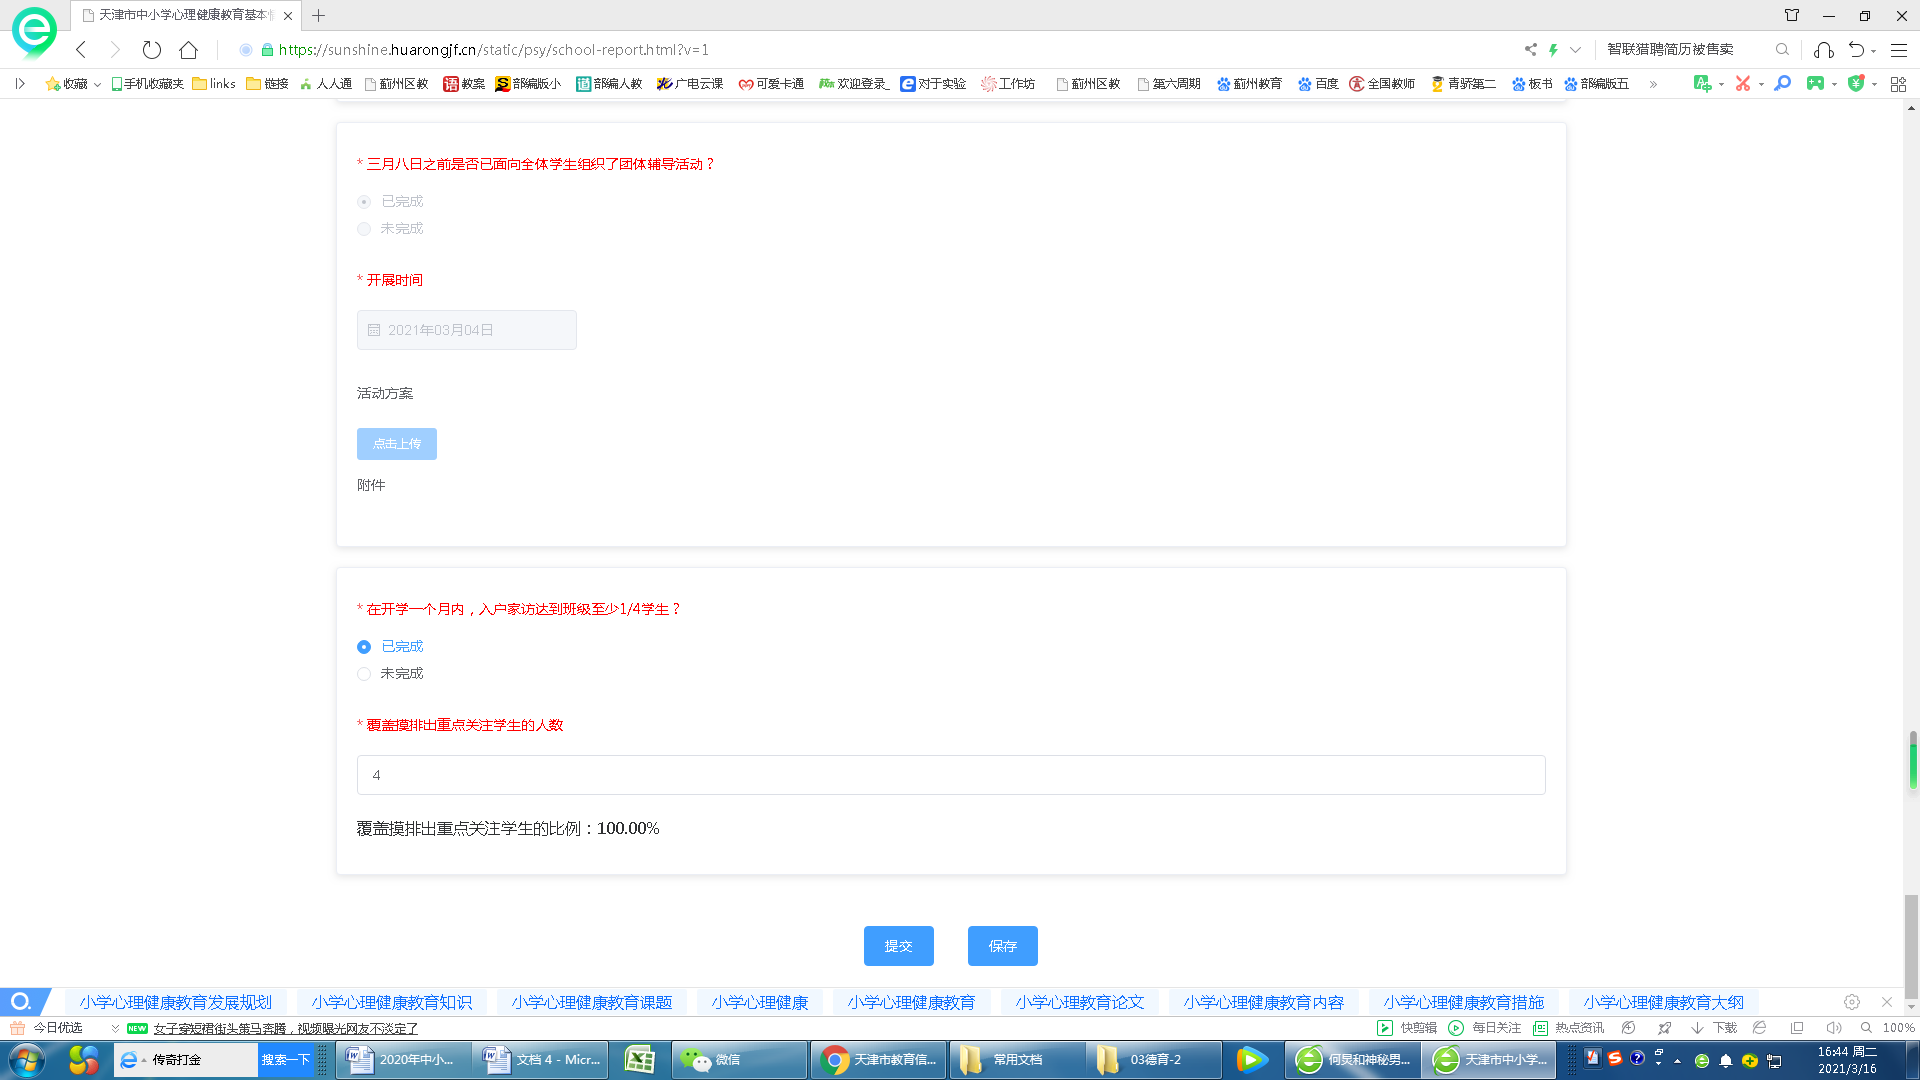 天津市中小学心理健康教育基本情
https://sunshine.huarongjf.cn/static/psy/school-report.html?v=1
智联猎聘简历被售卖
收藏 手机收藏夹 links 链接 人人通 蓟州区教 教案 部编版小 部编人教 广电云课 可爱卡通 欢迎登录_ 对于实验 工作坊 蓟州区教 第六周期 蓟州教育 百度 全国教师 青骄第二 板书 部编版五 »
* 三月八日之前是否已面向全体学生组织了团体辅导活动？
已完成
未完成
* 开展时间
2021年03月04日
活动方案
点击上传
附件
* 在开学一个月内，入户家访达到班级至少1/4学生？
已完成
未完成
* 覆盖摸排出重点关注学生的人数
4
覆盖摸排出重点关注学生的比例：100.00%
提交 保存
小学心理健康教育发展规划 小学心理健康教育知识 小学心理健康教育课题 小学心理健康 小学心理健康教育 小学心理教育论文 小学心理健康教育内容 小学心理健康教育措施 小学心理健康教育大纲
今日优选 NEW 女子穿短裙街头策马奔腾，视频曝光网友不淡定了 快剪辑 每日关注 热点资讯 下载 100%
传奇打金 搜索一下 2020年中小... 文档 4 - Micr... 微信 天津市教育信... 常用文档 03德育-2 何炅和神秘男... 天津市中小学...
16:44 周二
2021/3/16